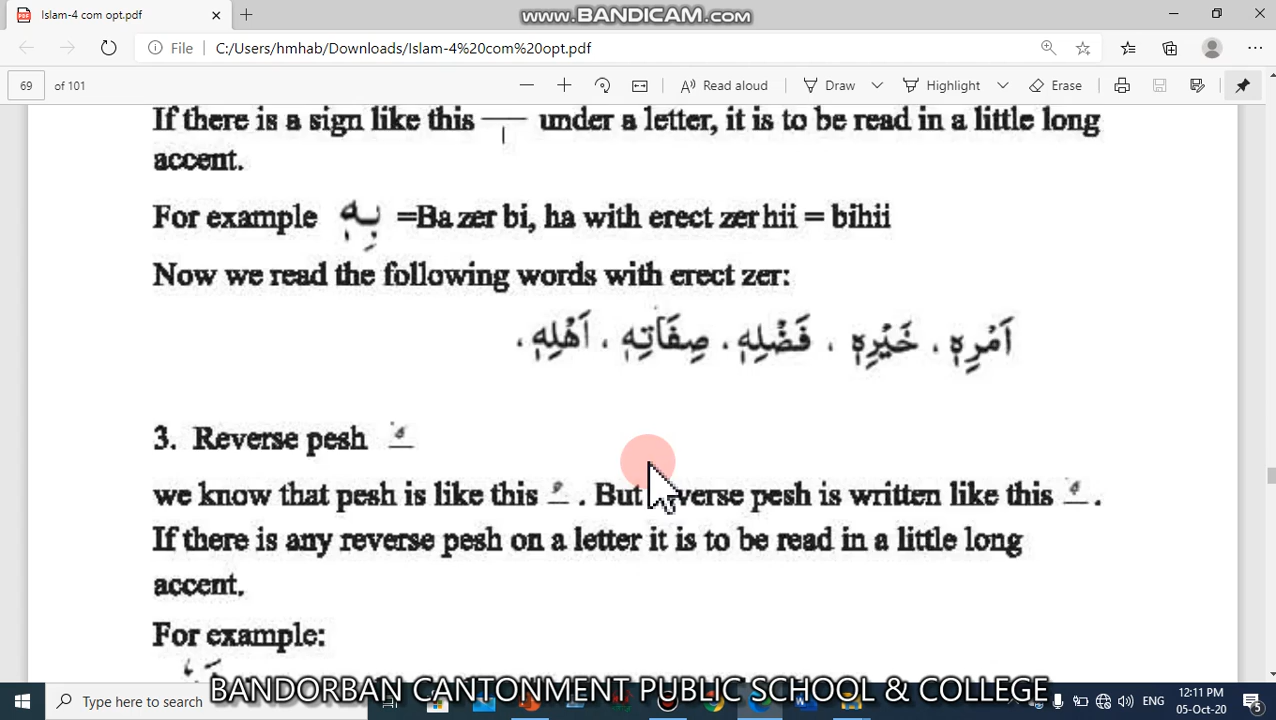 Islam-4 com opt.pdf
www.BANDICAM.com
File C:/Users/hmhab/Downloads/Islam-4%20com%20opt.pdf
69 of 101 Read aloud Draw Highlight Erase
If there is a sign like this under a letter, it is to be read in a little long
accent.
For example بِهٖ =Ba zer bi, ha with erect zer hii = bihii
Now we read the following words with erect zer:
اَمْرِهٖ ، خَيْرِهٖ ، فَضْلِهٖ ، صِفَاتِهٖ ، اَهْلِهٖ ،
3. Reverse pesh
we know that pesh is like this . But verse pesh is written like this .
If there is any reverse pesh on a letter it is to be read in a little long
accent.
For example:
BANDORBAN CANTONMENT PUBLIC SCHOOL & COLLEGE
Type here to search
ENG
12:11 PM
05-Oct-20
5